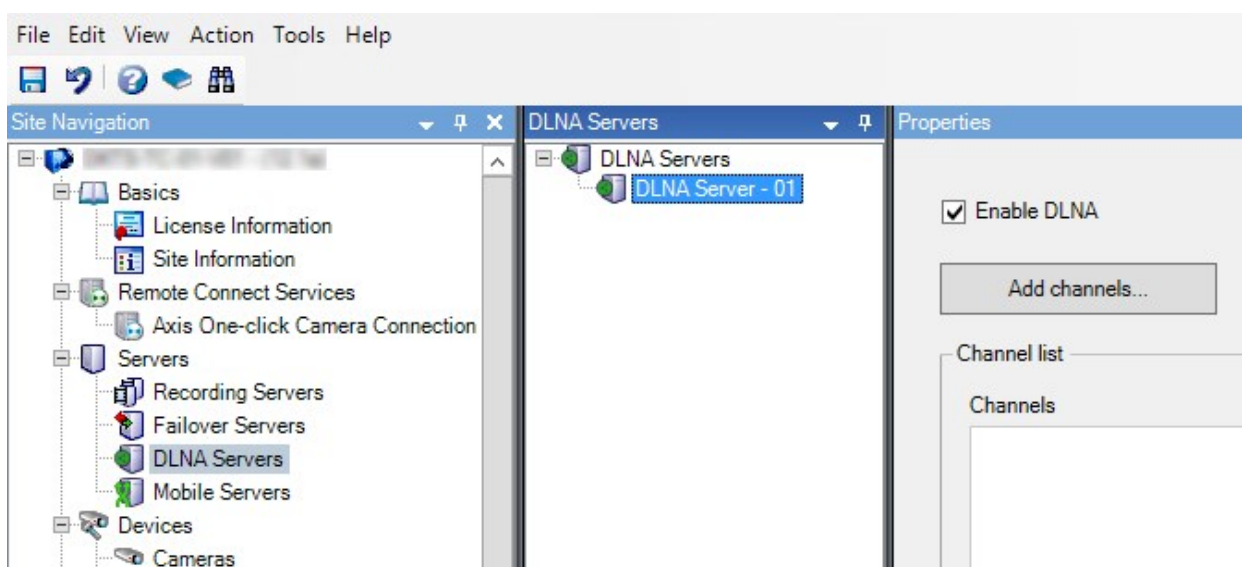 File Edit View Action Tools Help
Site Navigation
Basics
License Information
Site Information
Remote Connect Services
Axis One-click Camera Connection
Servers
Recording Servers
Failover Servers
DLNA Servers
Mobile Servers
Devices
Cameras
DLNA Servers
DLNA Servers
DLNA Server - 01
Properties
Enable DLNA
Add channels...
Channel list
Channels